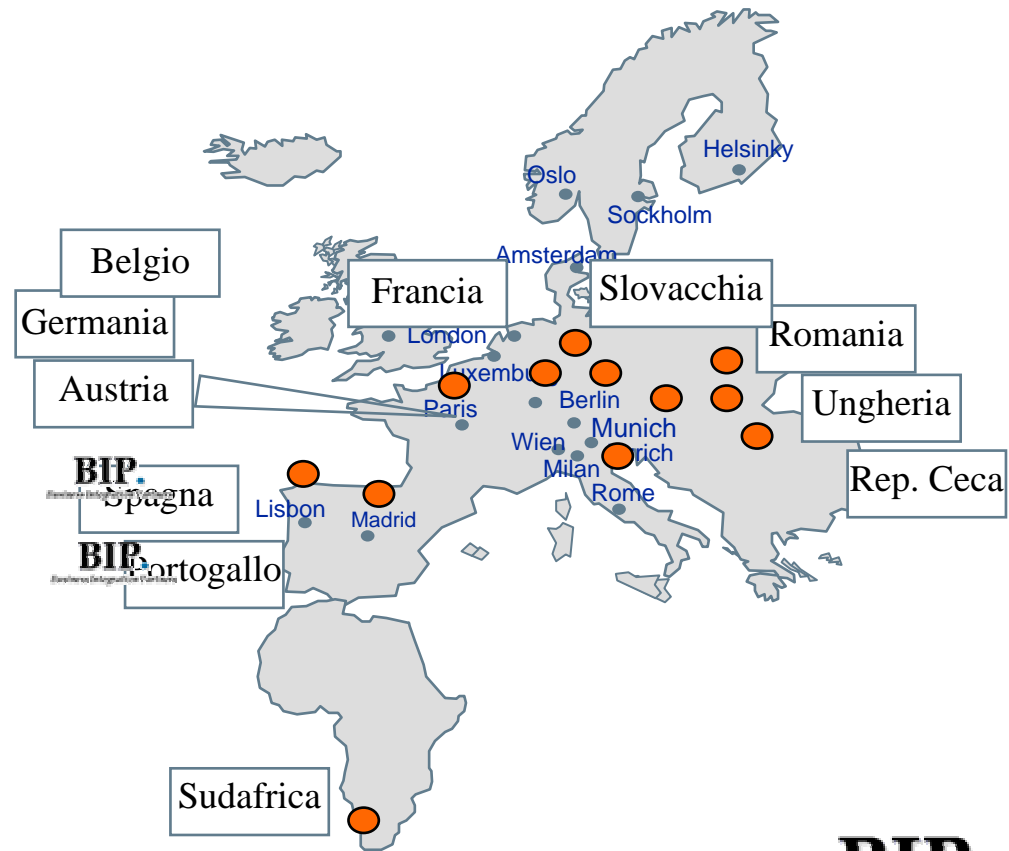 Helsinky
Oslo
Sockholm
Amsterdam
Belgio
Francia
Slovacchia
Germania
London
Romania
Austria
Paris
Berlin
Ungheria
Munich
Wien
Milan
BIP.
Spagna
Rome
Rep. Ceca
Lisbon
Madrid
BIP.
Portogallo
Sudafrica